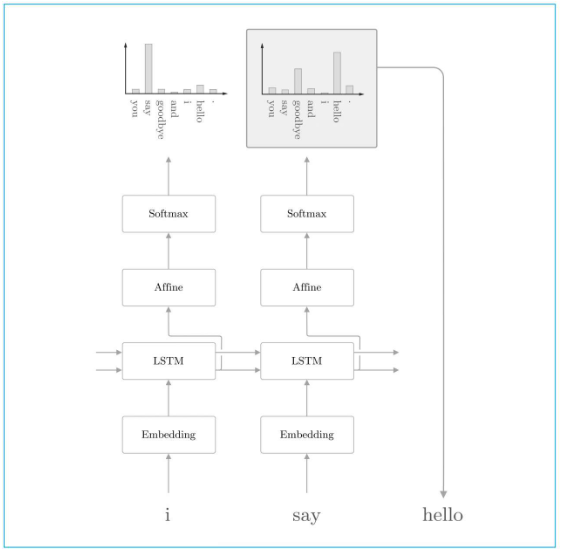 you say goodbye and i hello .
you say goodbye and i hello .
Softmax Softmax
Affine Affine
LSTM LSTM
Embedding Embedding
i say hello